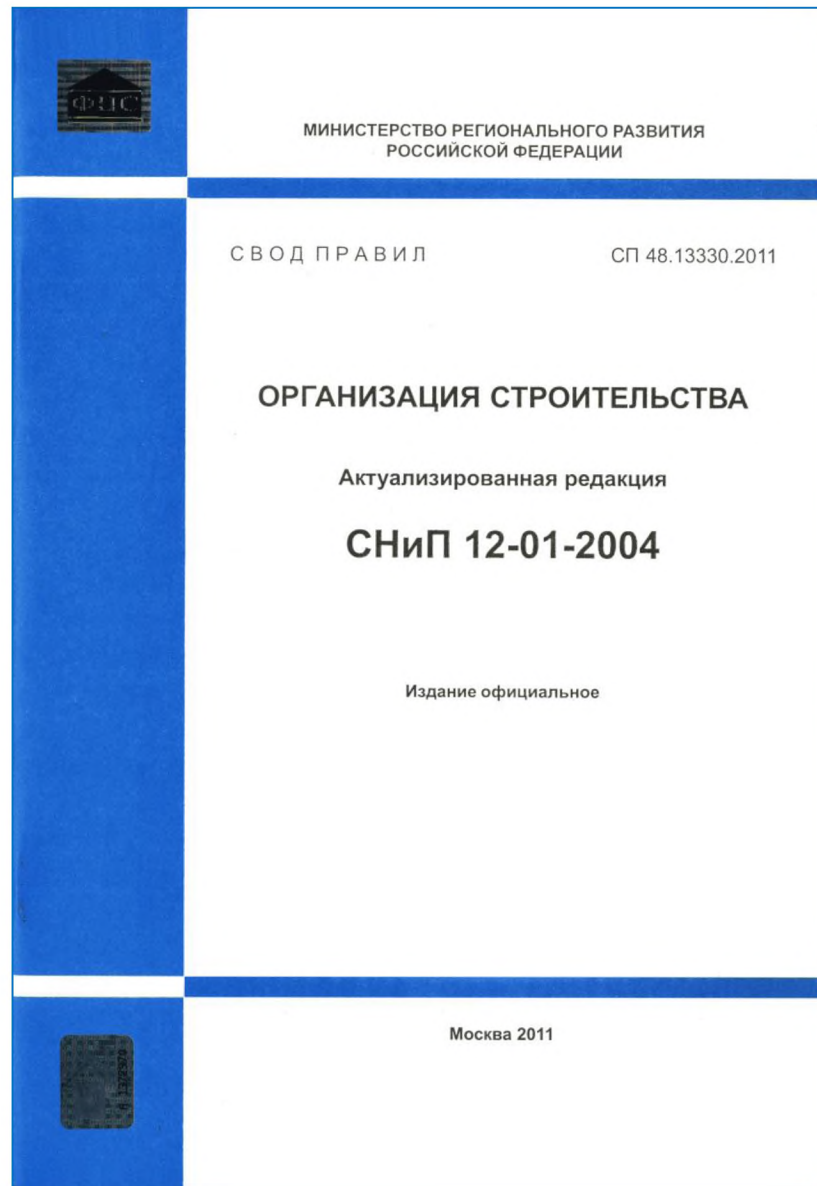 ФЦС
МИНИСТЕРСТВО РЕГИОНАЛЬНОГО РАЗВИТИЯ
РОССИЙСКОЙ ФЕДЕРАЦИИ
СВОД ПРАВИЛ СП 48.13330.2011
ОРГАНИЗАЦИЯ СТРОИТЕЛЬСТВА
Актуализированная редакция
СНиП 12-01-2004
Издание официальное
Москва 2011